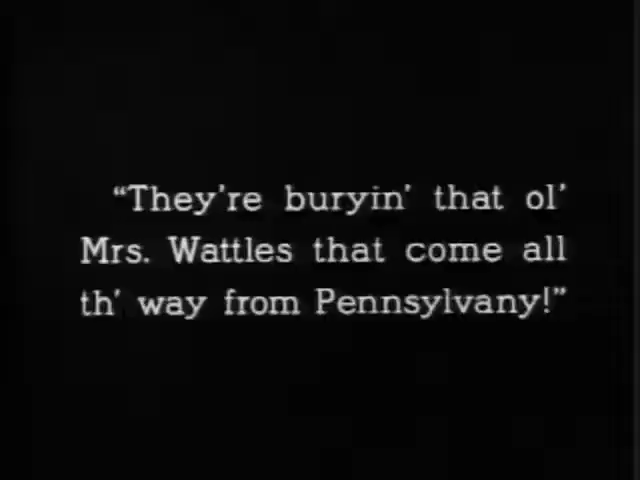 “They’re buryin’ that ol’
Mrs. Wattles that come all
th’ way from Pennsylvany!”